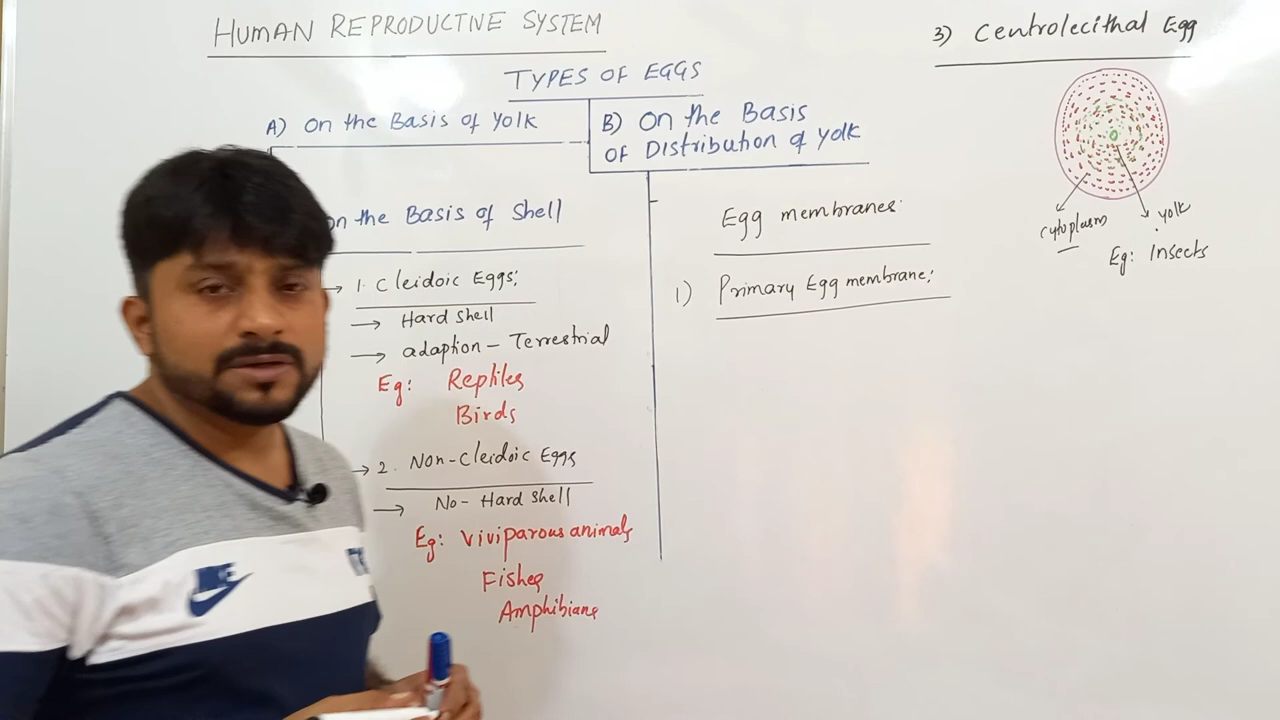 HUMAN REPRODUCTIVE SYSTEM
TYPES OF EGGS
A) On the Basis of Yolk
B) On the Basis
OF Distribution of Yolk
on the Basis of Shell
1. Cleidoic Eggs:
Hard shell
adaption - Terrestrial
Eg: Reptiles
Birds
2. Non-Cleidoic Eggs
No- Hard shell
Eg: Viviparous animals
Fishes
Amphibians
Egg membranes
1) Primary Egg membrane:
3) Centrolecithal Egg
cytoplasm
yolk
Eg: Insects
NIKE